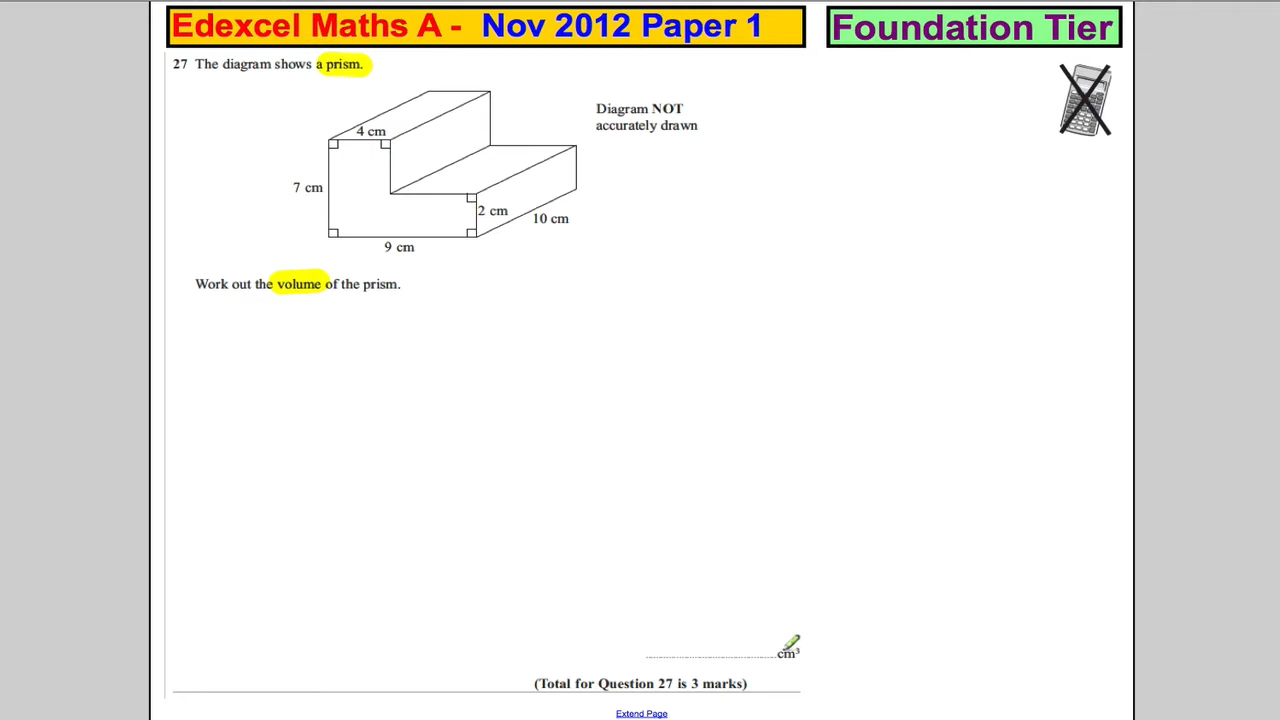 Edexcel Maths A - Nov 2012 Paper 1
Foundation Tier
27 The diagram shows a prism.
Diagram NOT
accurately drawn
4 cm
7 cm
2 cm
10 cm
9 cm
Work out the volume of the prism.
cm³
(Total for Question 27 is 3 marks)
Extend Page